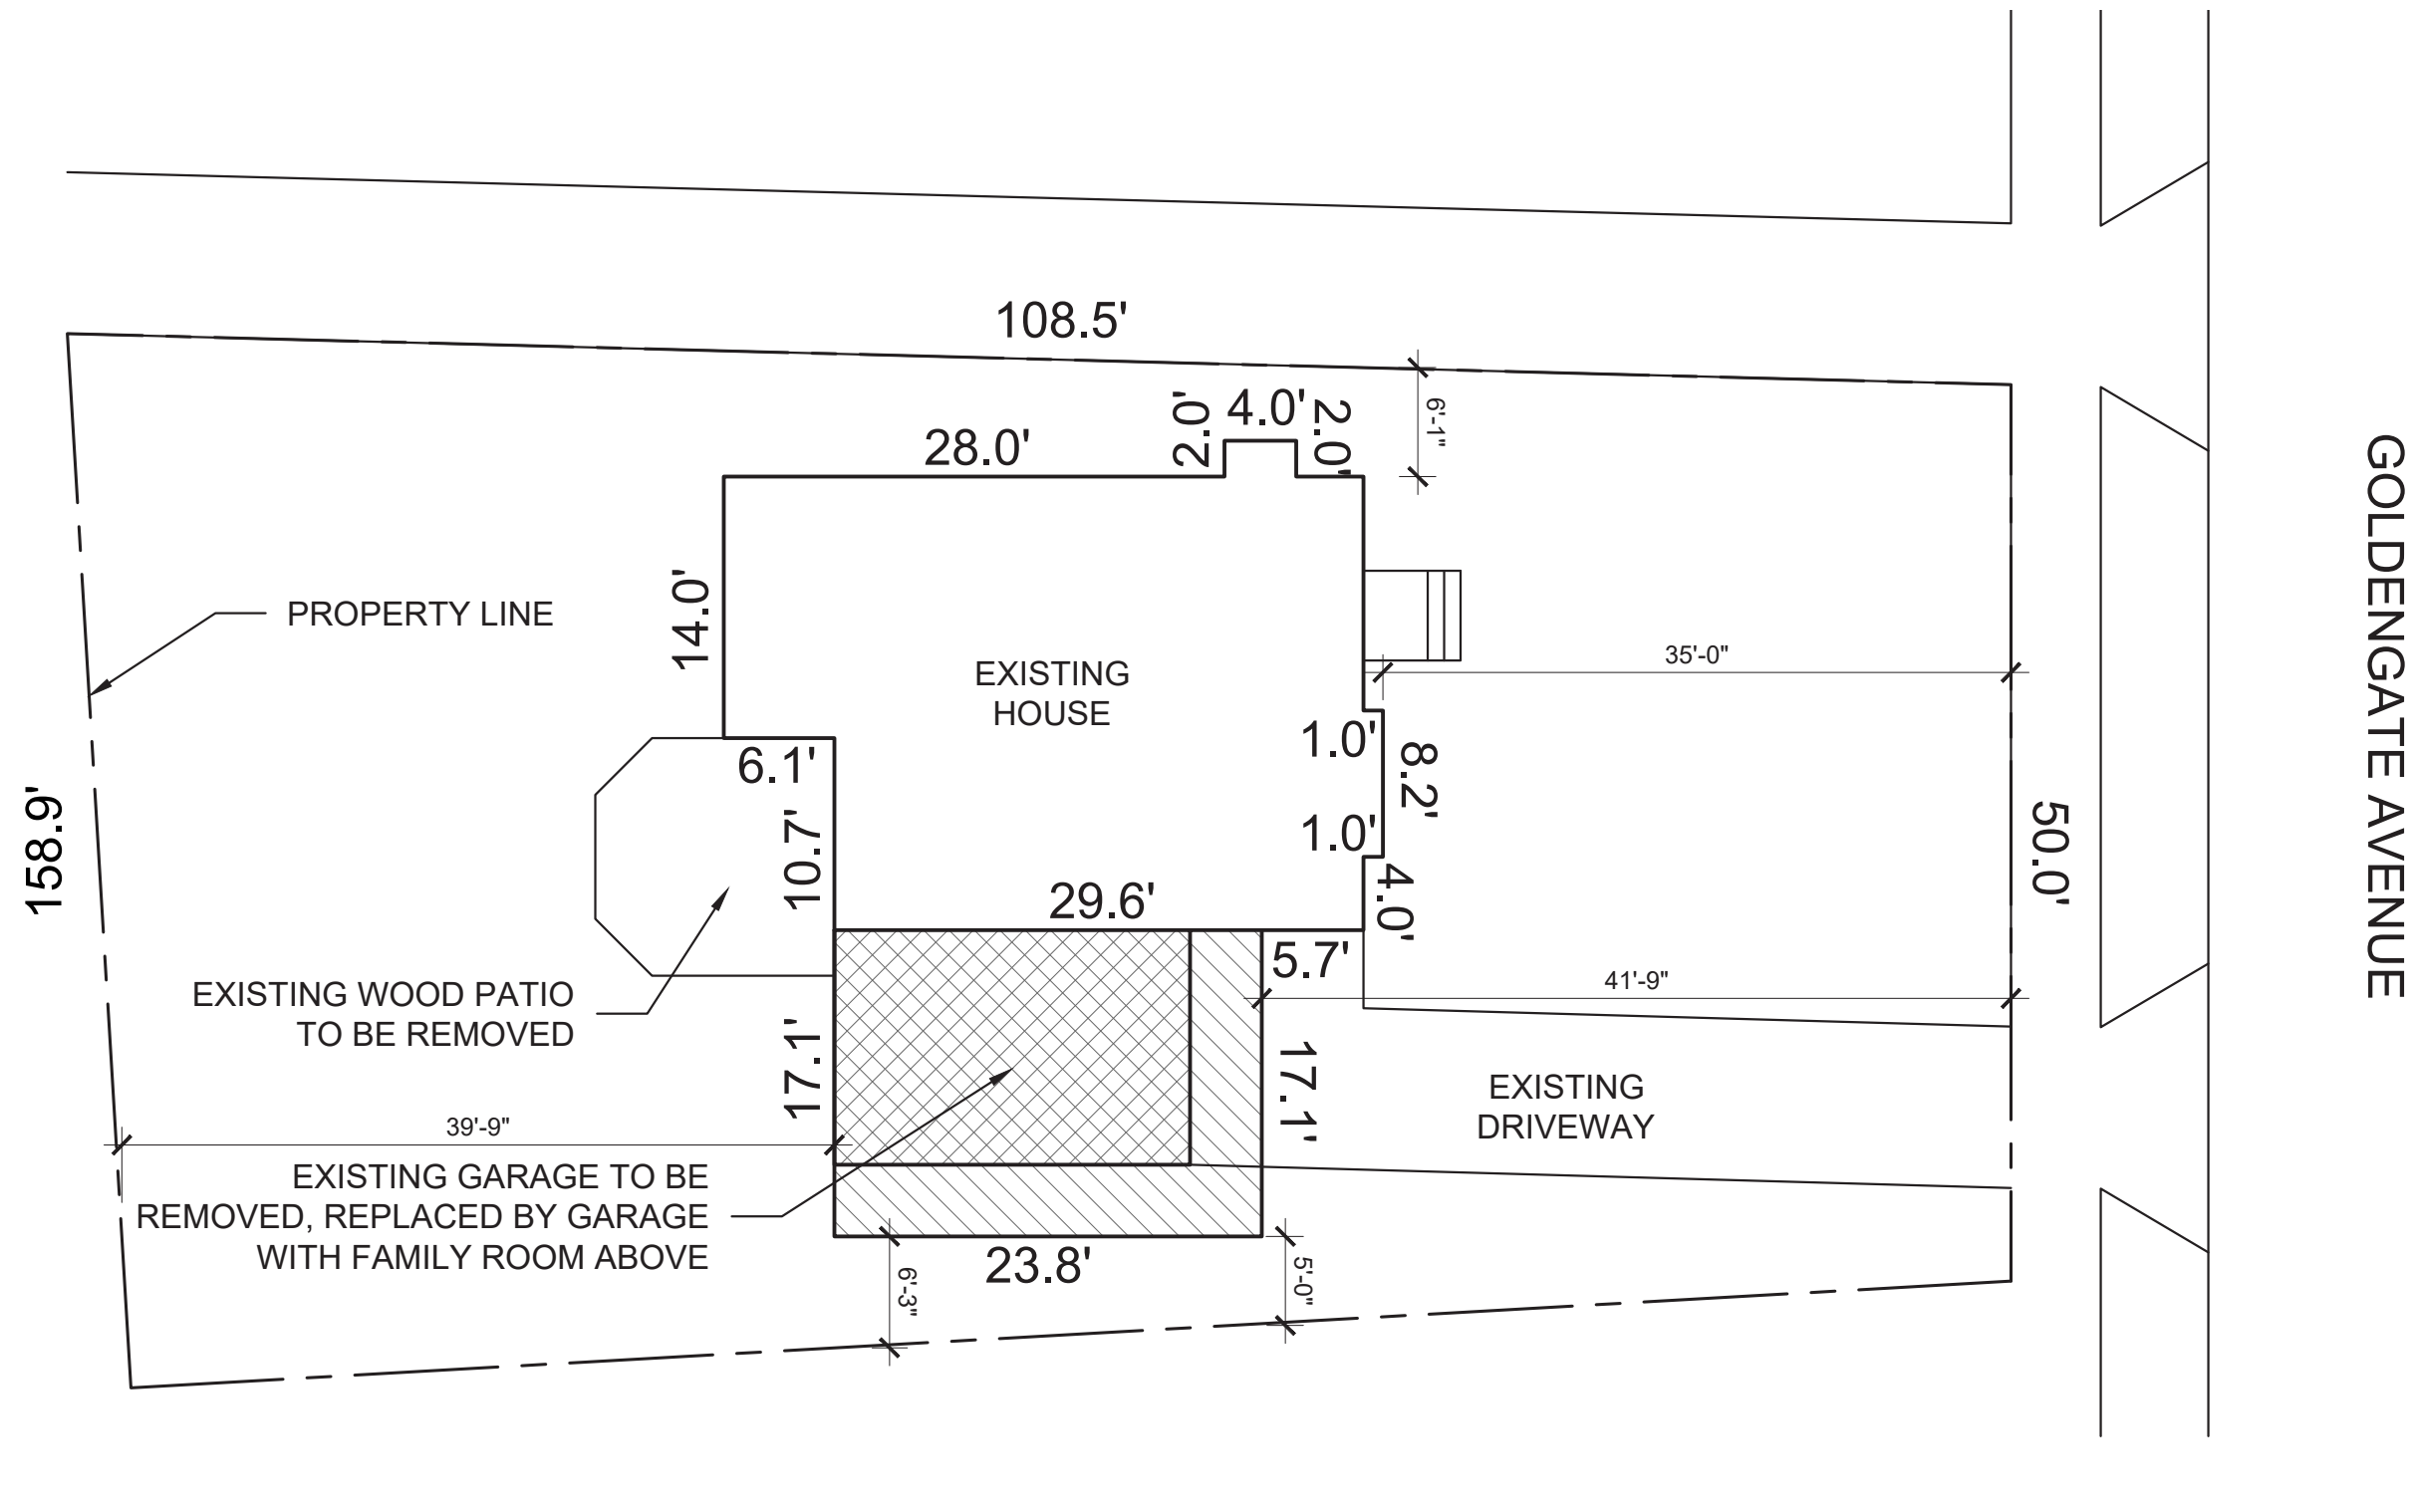 108.5'
4.0'
2.0'
2.0'
6'-1"
28.0'
GOLDENGATE AVENUE
14.0'
PROPERTY LINE
35'-0"
EXISTING
HOUSE
1.0'
8.2'
6.1'
158.9'
10.7'
1.0'
50.0'
4.0'
29.6'
5.7'
41'-9"
EXISTING WOOD PATIO
TO BE REMOVED
17.1'
17.1'
EXISTING
DRIVEWAY
39'-9"
EXISTING GARAGE TO BE
REMOVED, REPLACED BY GARAGE
WITH FAMILY ROOM ABOVE
23.8'
6'-3"
5'-0"